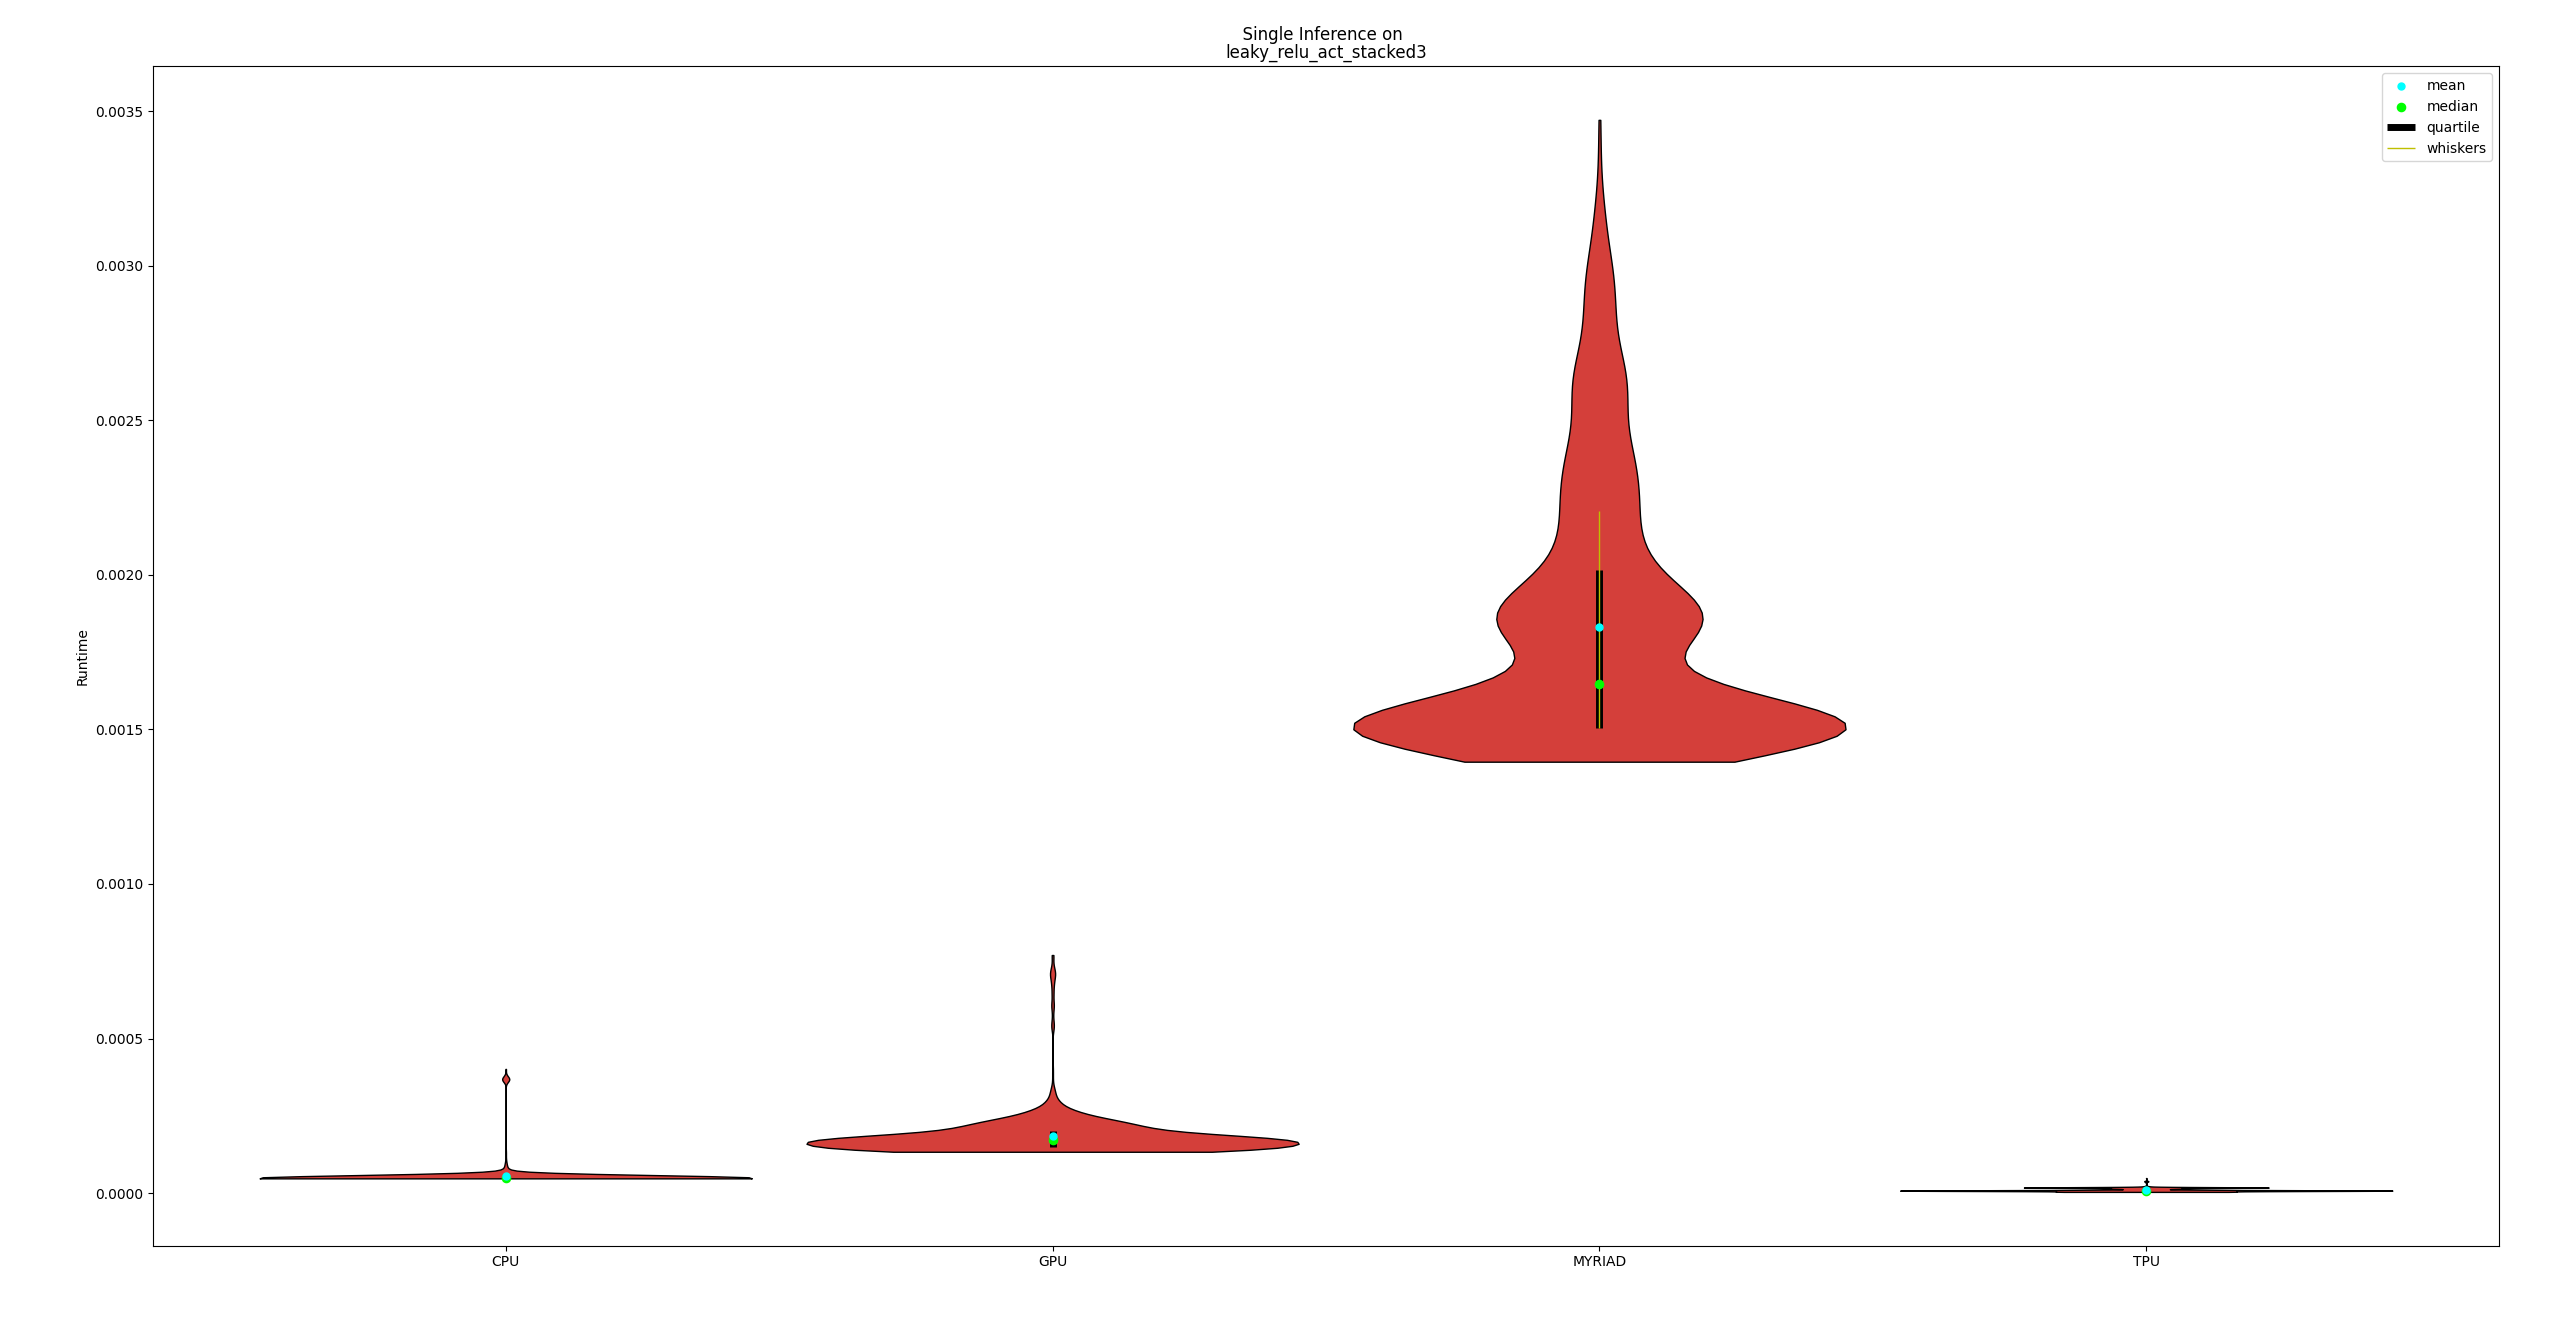 Single Inference on
leaky_relu_act_stacked3
mean
median
quartile
whiskers
0.0035
0.0030
0.0025
0.0020
0.0015
0.0010
0.0005
0.0000
Runtime
CPU
GPU
MYRIAD
TPU